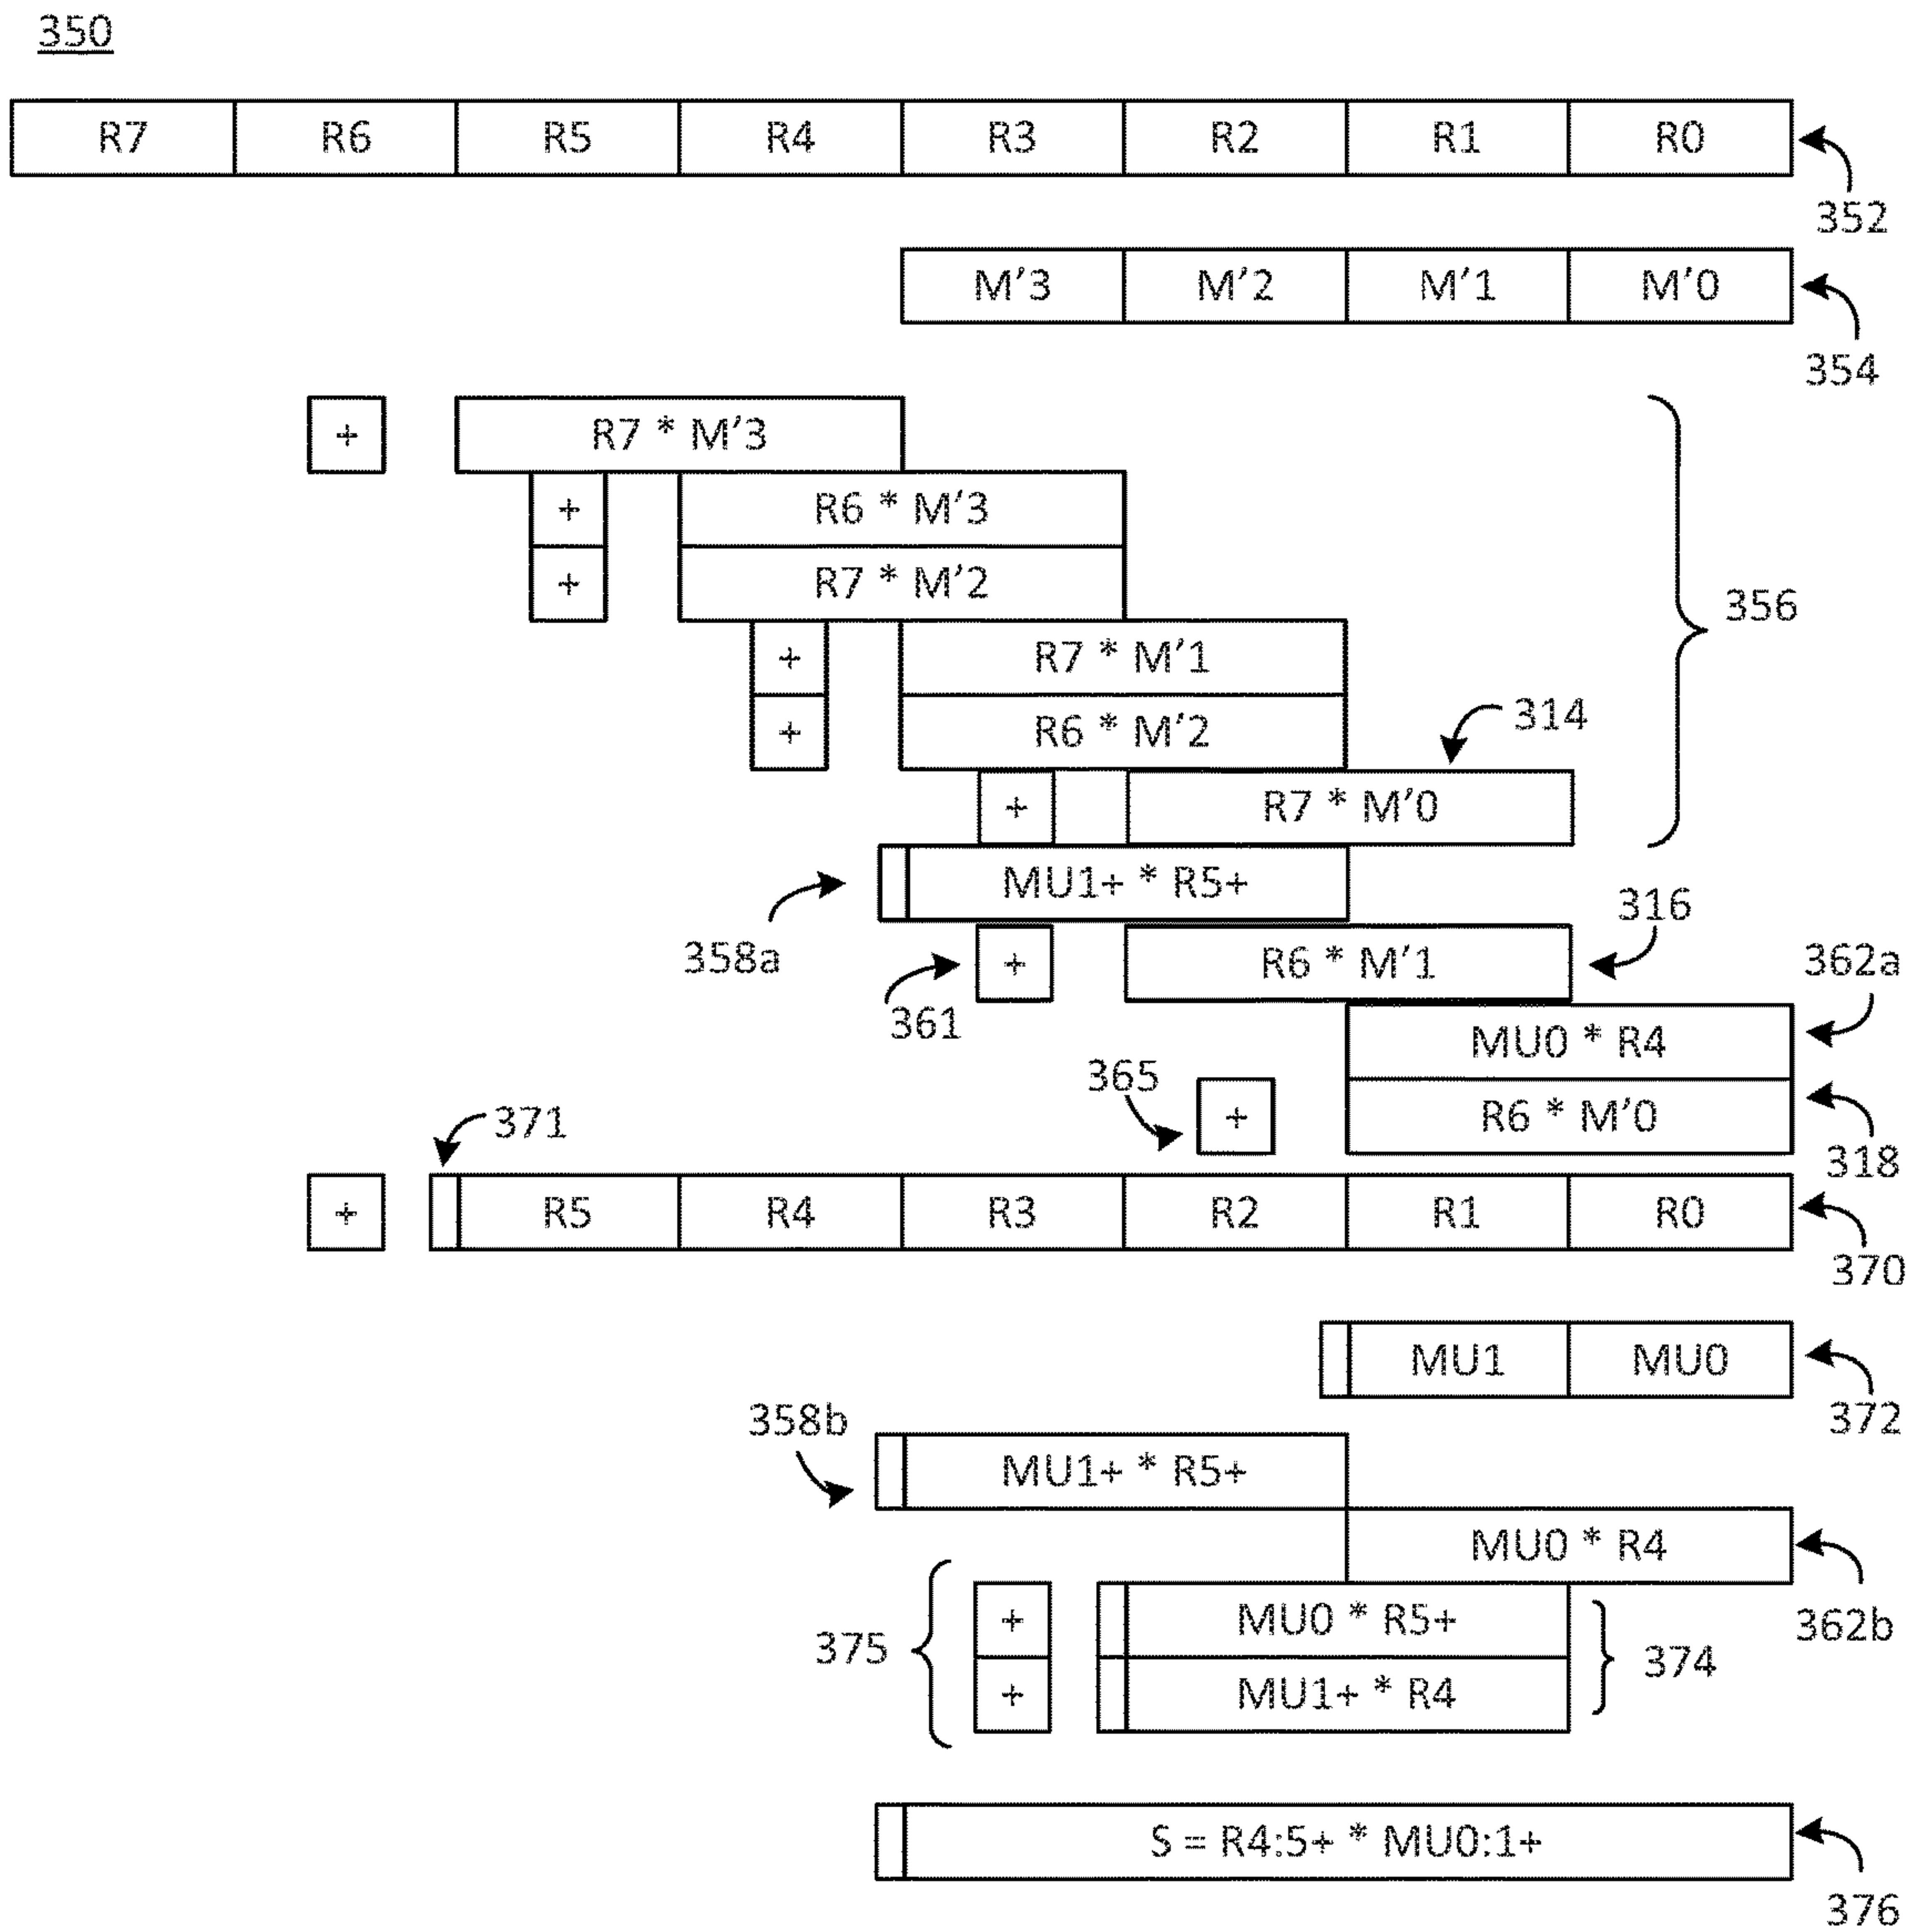 350
R7 R6 R5 R4 R3 R2 R1 R0
352
M'3 M'2 M'1 M'0
354
+ R7 * M'3
+ R6 * M'3
+ R7 * M'2
356
+ R7 * M'1
314
+ R6 * M'2
+ R7 * M'0
MU1+ * R5+
316
358a
+ R6 * M'1
362a
361
MU0 * R4
365
+ R6 * M'0
371
318
+ R5 R4 R3 R2 R1 R0
370
MU1 MU0
372
358b
MU1+ * R5+
MU0 * R4
+ MU0 * R5+
362b
375
374
+ MU1+ * R4
S = R4:5+ * MU0:1+
376